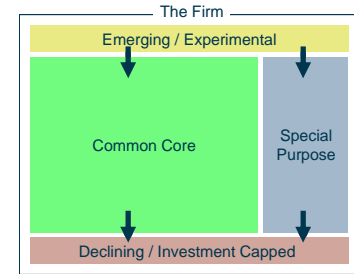 The Firm
Emerging / Experimental
Common Core
Special
Purpose
Declining / Investment Capped